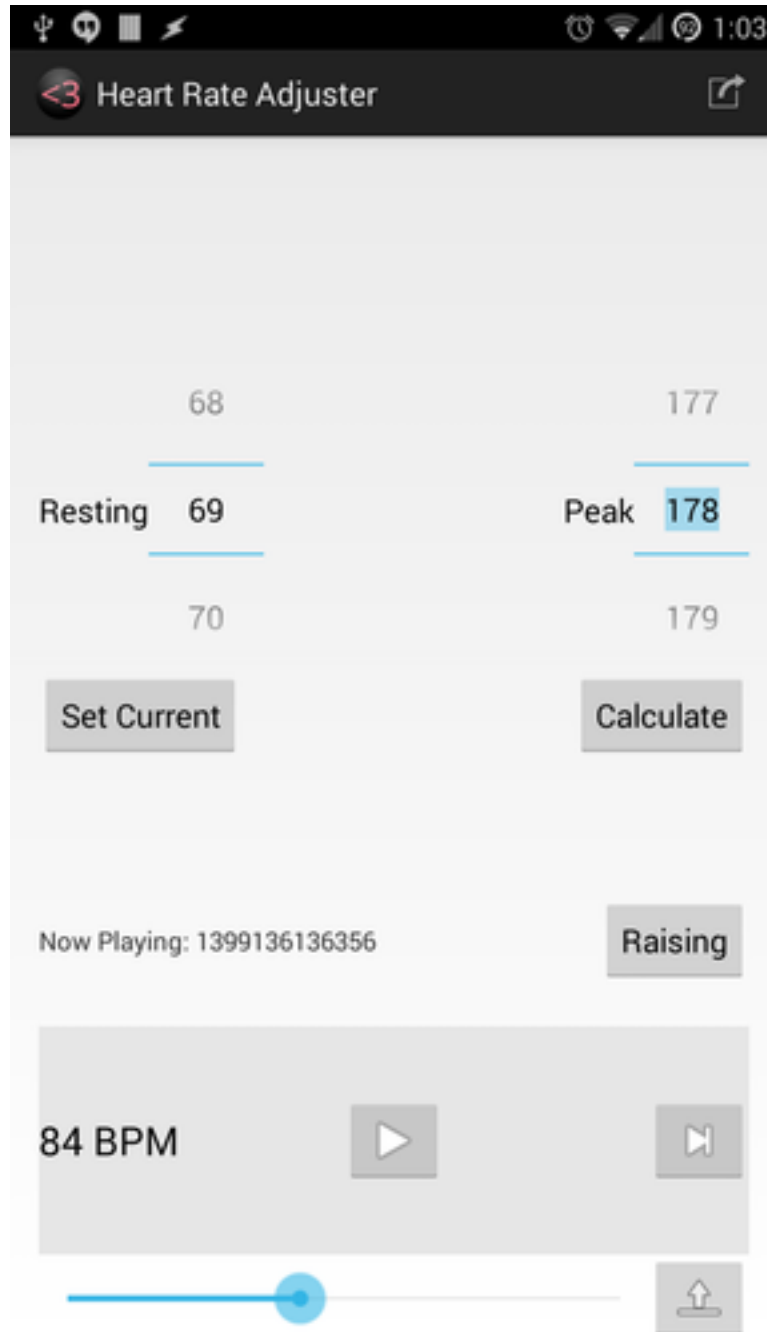 92 1:03
<3 Heart Rate Adjuster
68 177
Resting 69 Peak 178
70 179
Set Current Calculate
Now Playing: 1399136136356 Raising
84 BPM